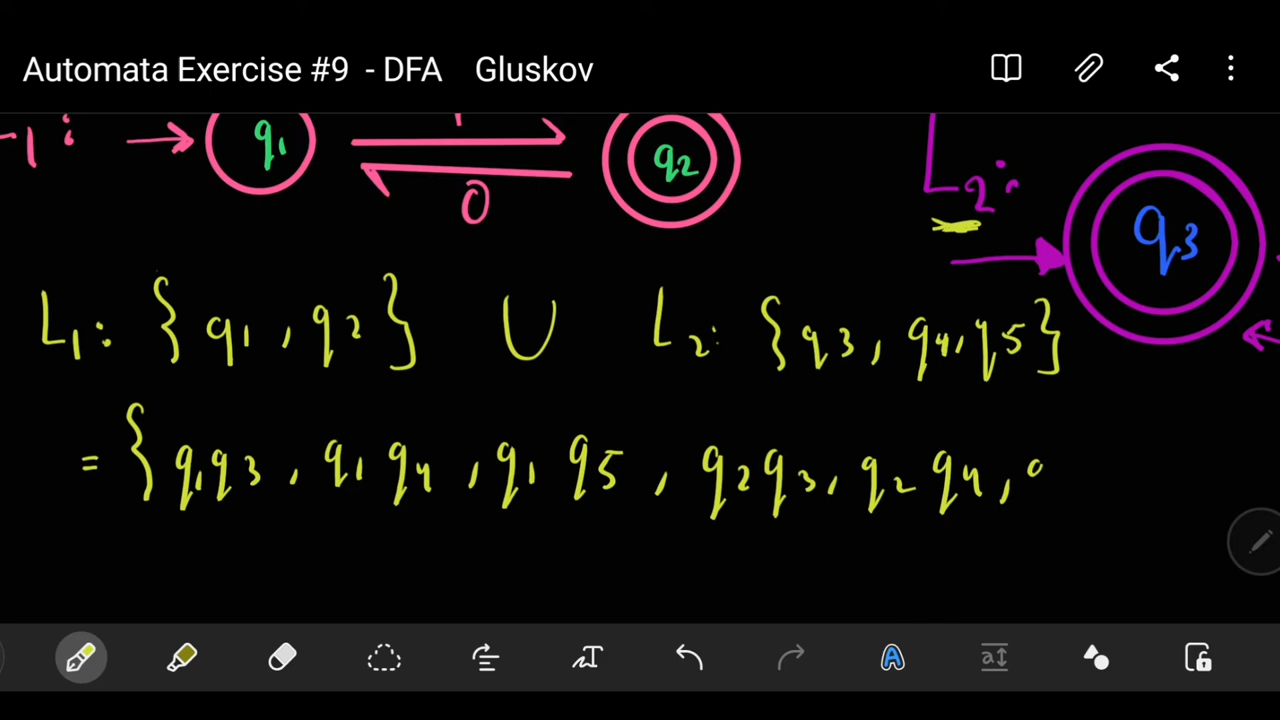 Automata Exercise #9 - DFA Gluskov
→ q1 q2
0
L2:
q3
L1: { q1 , q2 } ∪ L2: { q3 , q4 , q5 }
= { q1q3 , q1q4 , q1q5 , q2q3 , q2q4 ,